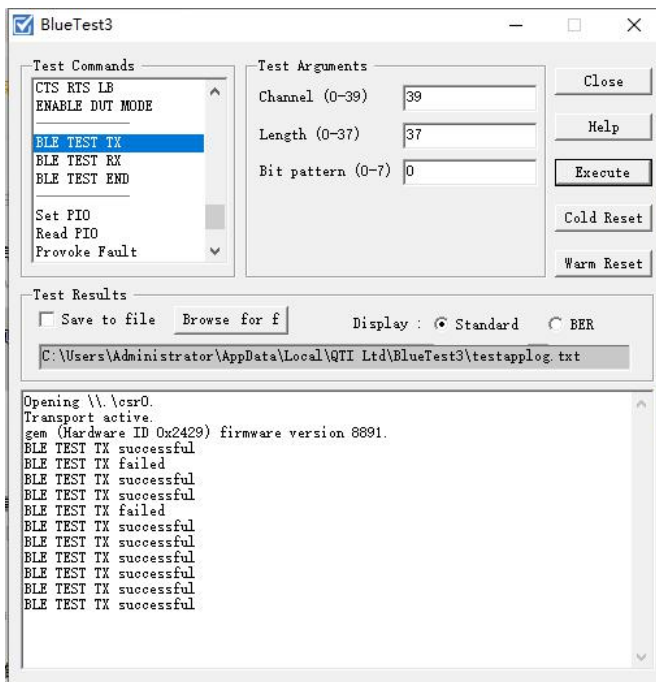 BlueTest3
Test Commands
CTS RTS LB
ENABLE DUT MODE
BLE TEST TX
BLE TEST RX
BLE TEST END
Set PIO
Read PIO
Provoke Fault
Test Arguments
Channel (0-39) 39
Length (0-37) 37
Bit pattern (0-7) 0
Close
Help
Execute
Cold Reset
Warm Reset
Test Results
Save to file Browse for f Display : Standard BER
C:\Users\Administrator\AppData\Local\QTI Ltd\BlueTest3\testapplog.txt
Opening \\.\csr0.
Transport active.
gem (Hardware ID 0x2429) firmware version 8891.
BLE TEST TX successful
BLE TEST TX failed
BLE TEST TX successful
BLE TEST TX successful
BLE TEST TX failed
BLE TEST TX successful
BLE TEST TX successful
BLE TEST TX successful
BLE TEST TX successful
BLE TEST TX successful
BLE TEST TX successful